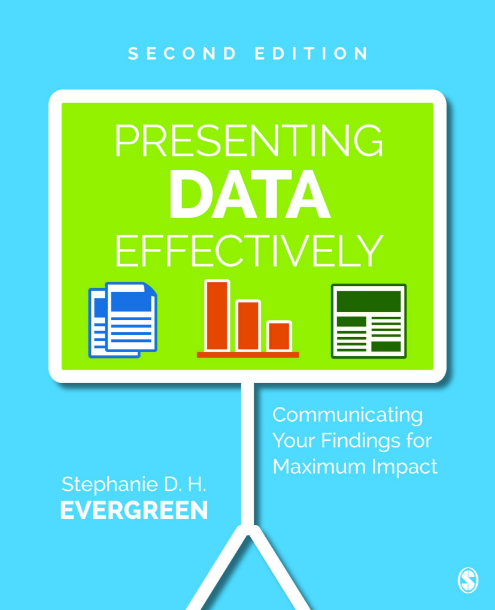 SECOND EDITION
PRESENTING
DATA
EFFECTIVELY
Communicating
Your Findings for
Maximum Impact
Stephanie D. H.
EVERGREEN
S